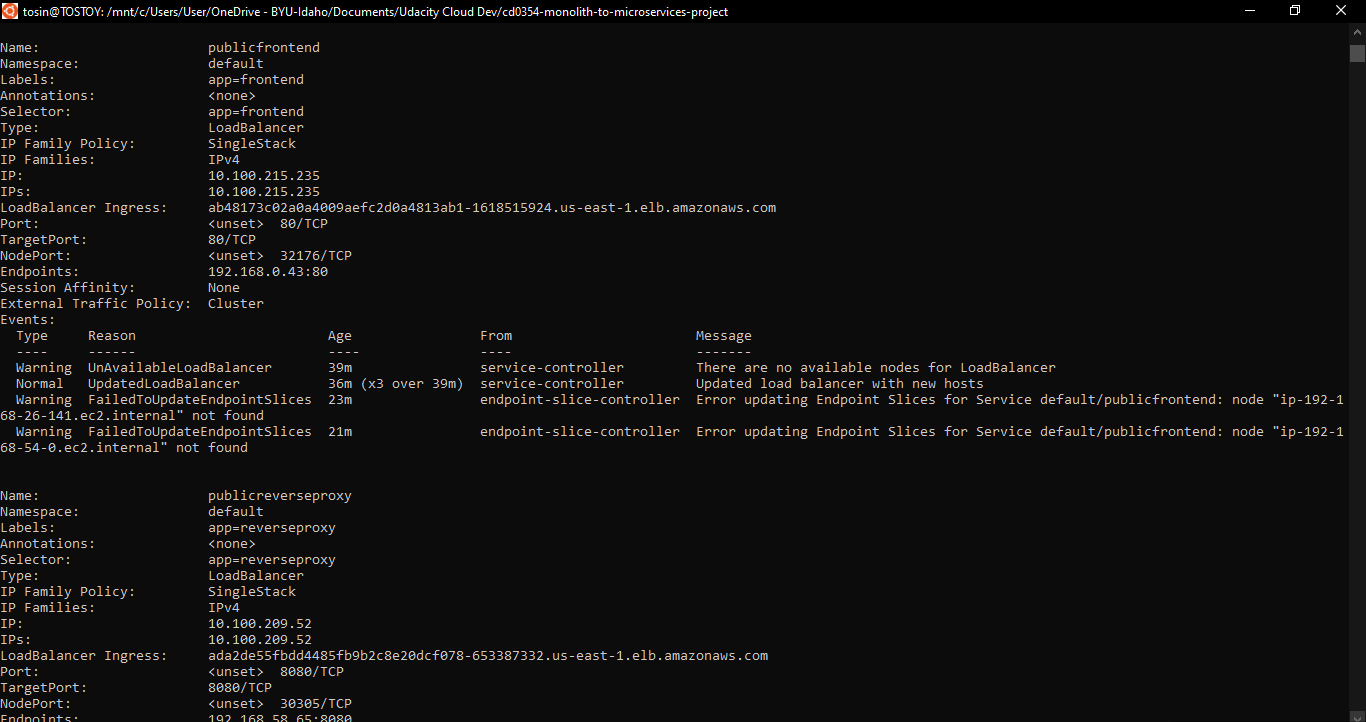 tosin@TOSTOY: /mnt/c/Users/User/OneDrive - BYU-Idaho/Documents/Udacity Cloud Dev/cd0354-monolith-to-microservices-project
Name: publicfrontend
Namespace: default
Labels: app=frontend
Annotations: <none>
Selector: app=frontend
Type: LoadBalancer
IP Family Policy: SingleStack
IP Families: IPv4
IP: 10.100.215.235
IPs: 10.100.215.235
LoadBalancer Ingress: ab48173c02a0a4009aefc2d0a4813ab1-1618515924.us-east-1.elb.amazonaws.com
Port: <unset> 80/TCP
TargetPort: 80/TCP
NodePort: <unset> 32176/TCP
Endpoints: 192.168.0.43:80
Session Affinity: None
External Traffic Policy: Cluster
Events:
Type Reason Age From Message
---- ------ ---- ---- -------
Warning UnAvailableLoadBalancer 39m service-controller There are no available nodes for LoadBalancer
Normal UpdatedLoadBalancer 36m (x3 over 39m) service-controller Updated load balancer with new hosts
Warning FailedToUpdateEndpointSlices 23m endpoint-slice-controller Error updating Endpoint Slices for Service default/publicfrontend: node "ip-192-1
68-26-141.ec2.internal" not found
Warning FailedToUpdateEndpointSlices 21m endpoint-slice-controller Error updating Endpoint Slices for Service default/publicfrontend: node "ip-192-1
68-54-0.ec2.internal" not found
Name: publicreverseproxy
Namespace: default
Labels: app=reverseproxy
Annotations: <none>
Selector: app=reverseproxy
Type: LoadBalancer
IP Family Policy: SingleStack
IP Families: IPv4
IP: 10.100.209.52
IPs: 10.100.209.52
LoadBalancer Ingress: ada2de55fbdd4485fb9b2c8e20dcf078-653387332.us-east-1.elb.amazonaws.com
Port: <unset> 8080/TCP
TargetPort: 8080/TCP
NodePort: <unset> 30305/TCP
Endpoints: 192.168.58.65:8080